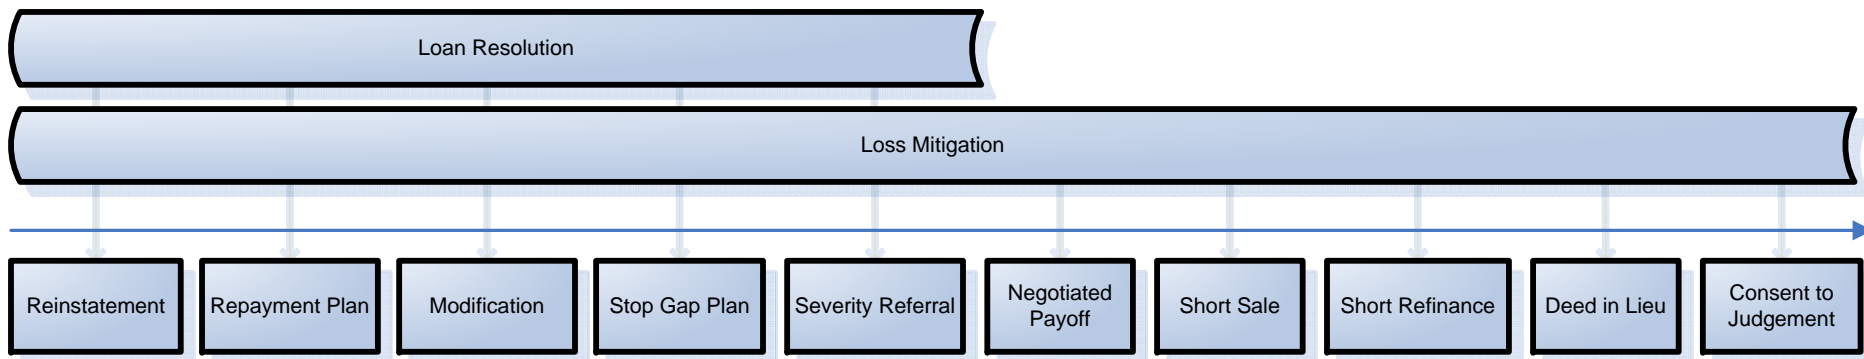 Loan Resolution
Loss Mitigation
Reinstatement
Repayment Plan
Modification
Stop Gap Plan
Severity Referral
Negotiated
Payoff
Short Sale
Short Refinance
Deed in Lieu
Consent to
Judgement